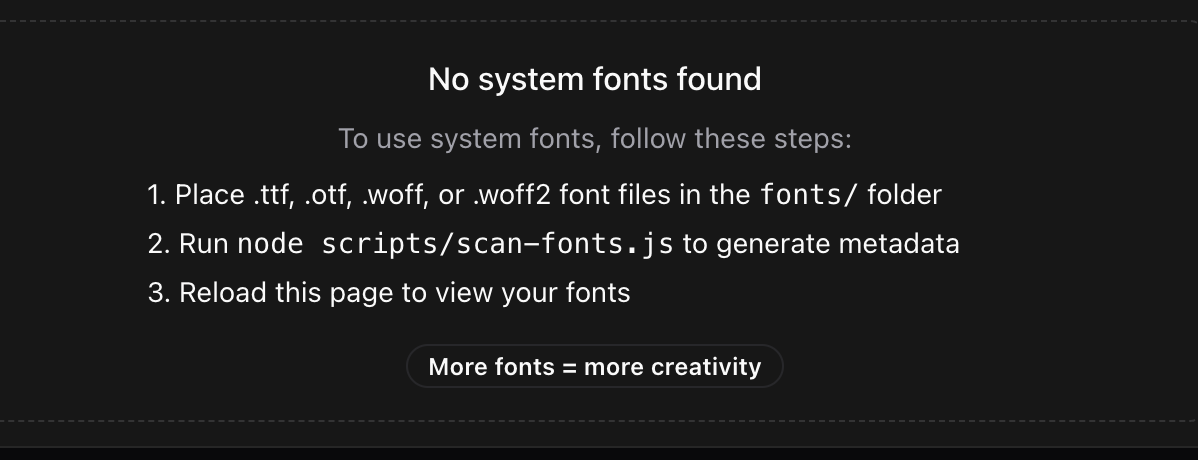 No system fonts found
To use system fonts, follow these steps:
1. Place .ttf, .otf, .woff, or .woff2 font files in the fonts/ folder
2. Run node scripts/scan-fonts.js to generate metadata
3. Reload this page to view your fonts
More fonts = more creativity